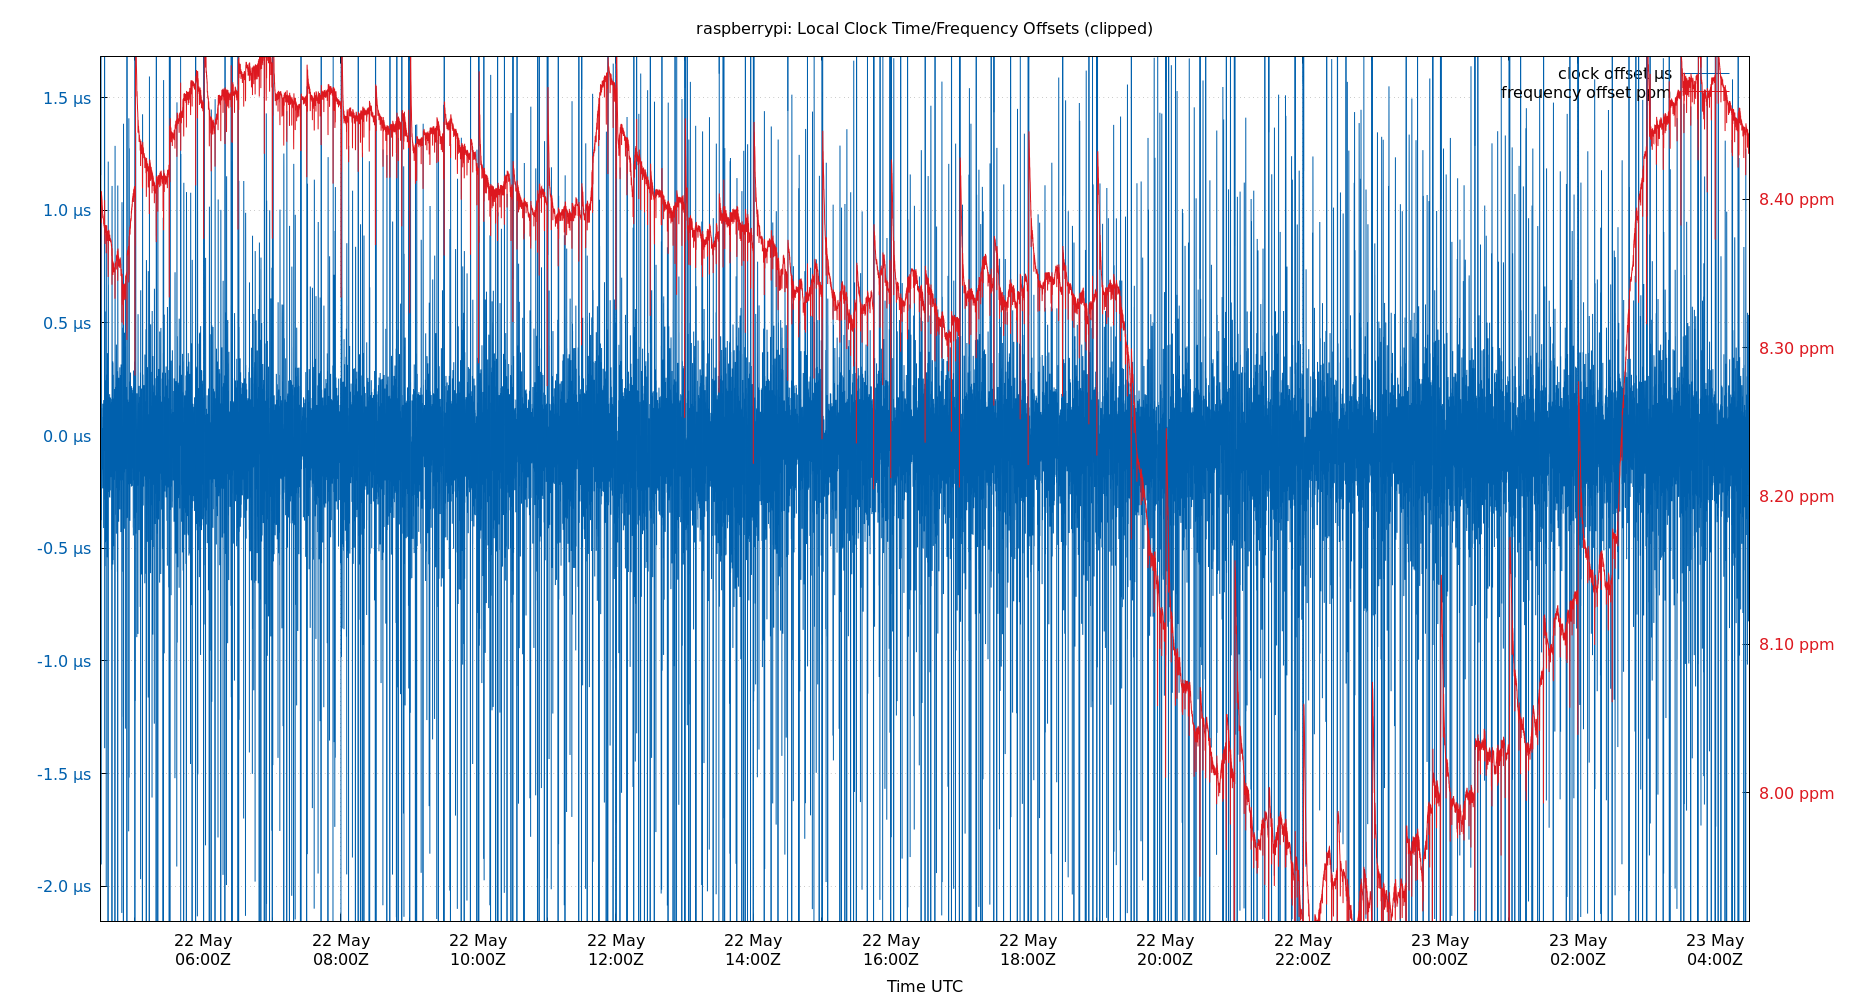 raspberrypi: Local Clock Time/Frequency Offsets (clipped)
clock offset µs
frequency offset ppm
1.5 µs
1.0 µs
0.5 µs
0.0 µs
-0.5 µs
-1.0 µs
-1.5 µs
-2.0 µs
8.40 ppm
8.30 ppm
8.20 ppm
8.10 ppm
8.00 ppm
22 May 22 May 22 May 22 May 22 May 22 May 22 May 22 May 22 May 23 May 23 May 23 May
06:00Z 08:00Z 10:00Z 12:00Z 14:00Z 16:00Z 18:00Z 20:00Z 22:00Z 00:00Z 02:00Z 04:00Z
Time UTC